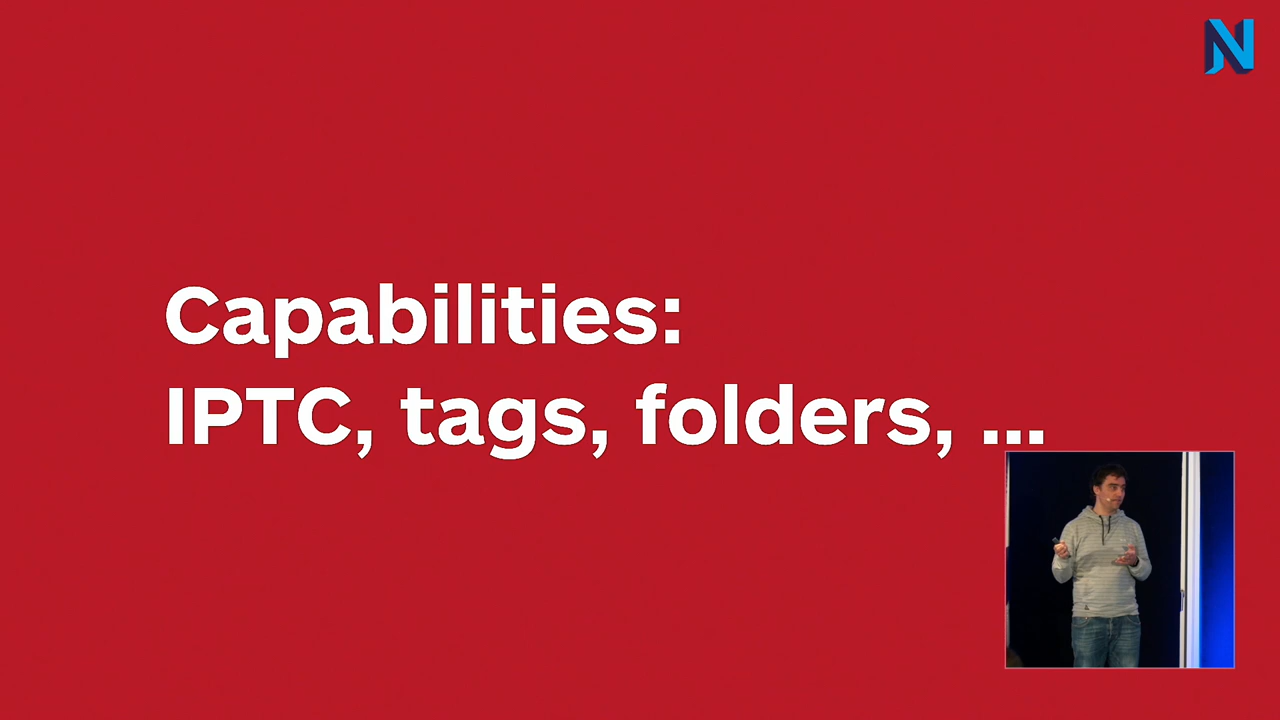 Capabilities:
IPTC, tags, folders, ...